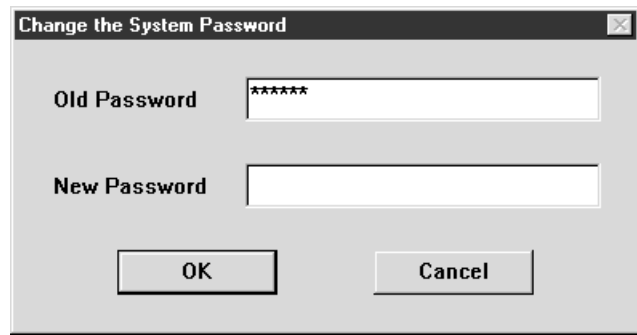 Change the System Password
Old Password
******
New Password
OK
Cancel